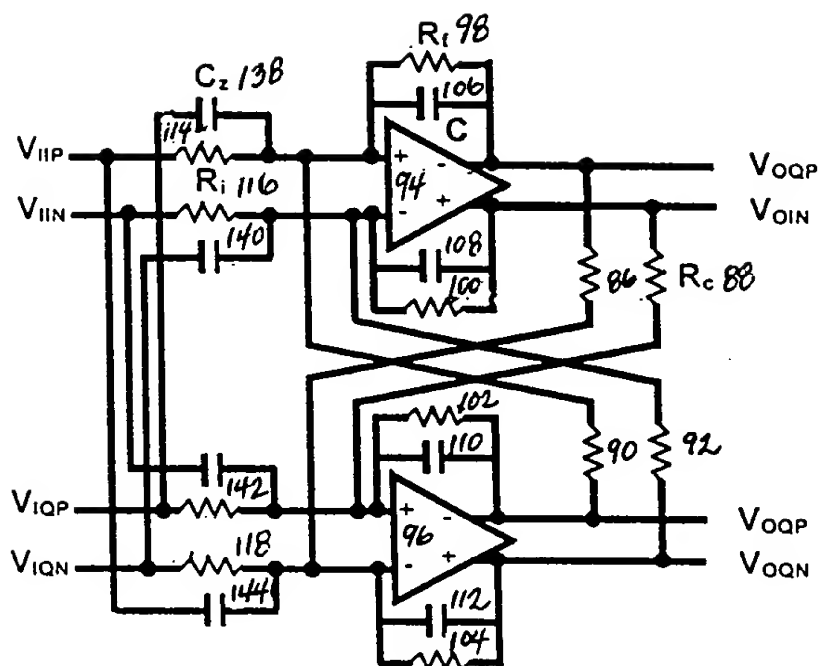 Rf 98
Cz 138
106
C
114
VIIP
+ - -
94
VOQP
Ri 116
VIIN
- +
VOIN
140
108
100
86
Rc 88
102
110
90
92
142
VIQP
+ -
96
VOQP
118
VIQN
- +
VOQN
144
112
104